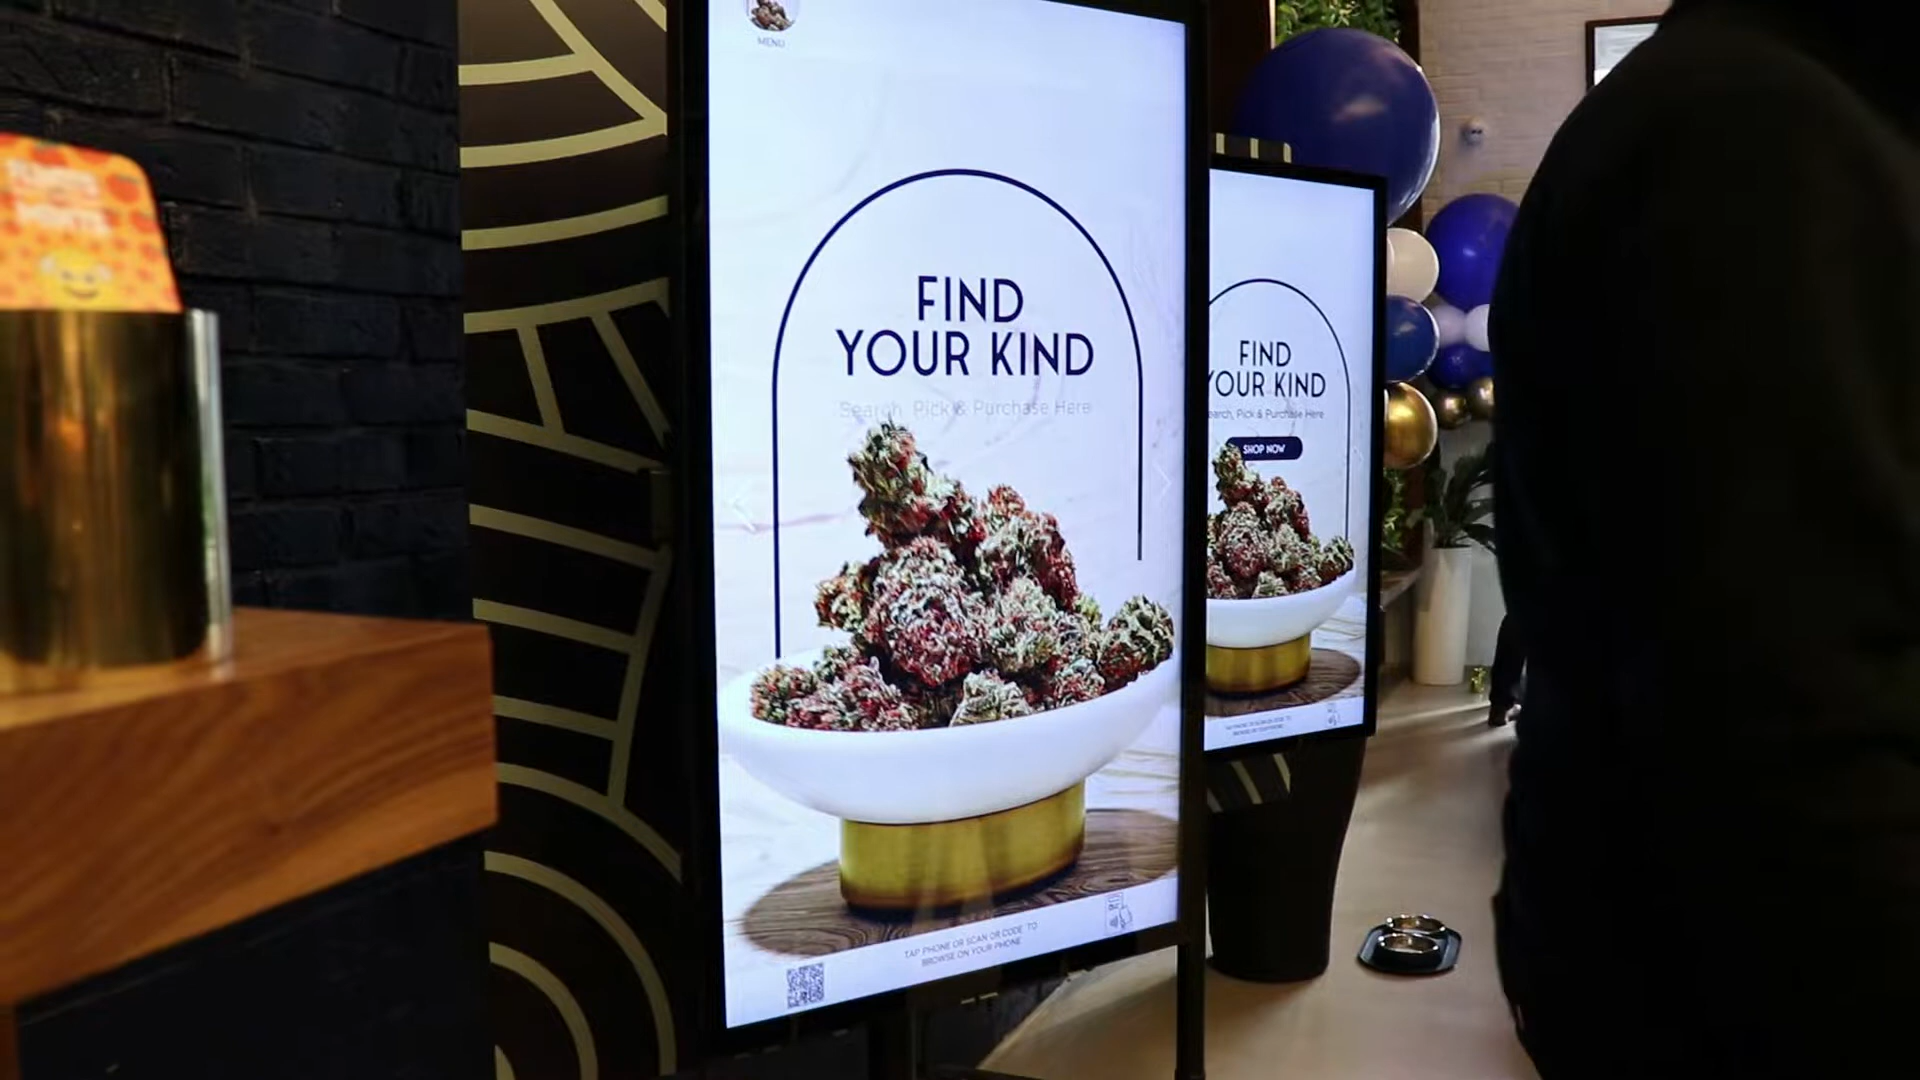 MENU
FIND
YOUR KIND
Search, Pick & Purchase Here
TAP PHONE OR SCAN QR CODE TO
BROWSE ON YOUR PHONE
FIND
YOUR KIND
Search, Pick & Purchase Here
SHOP NOW